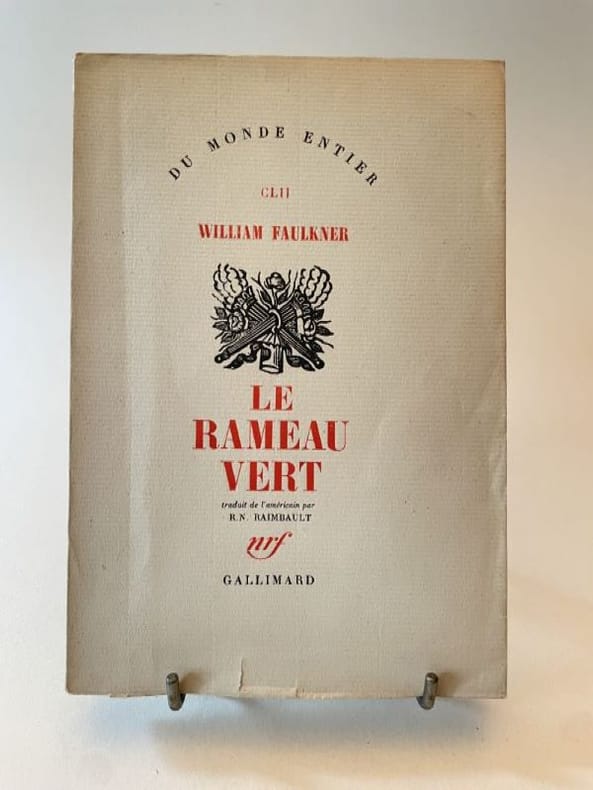 DU MONDE ENTIER
CLII
WILLIAM FAULKNER
LE
RAMEAU
VERT
traduit de l'américain par
R.N. RAIMBAULT
nrf
GALLIMARD